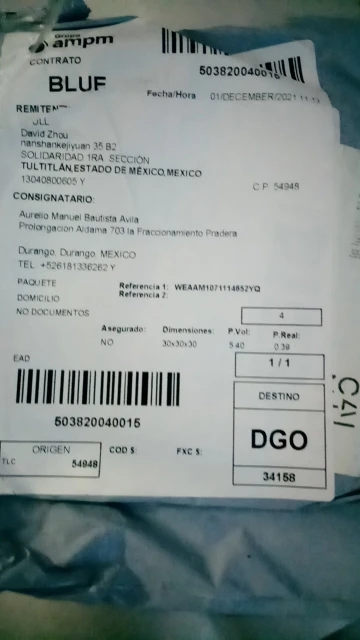 Grupo
ampm
CONTRATO
BLUF
503820040015
Fecha/Hora 01/DECEMBER/2021
REMITEN
JLL
David Zhou
nanshankejiyuan 35 B2
SOLIDARIDAD 1RA. SECCIÓN
TULTITLÁN,ESTADO DE MÉXICO,MEXICO
13040800605 Y
C.P. 54948
CONSIGNATARIO:
Aurelio Manuel Bautista Avila
Prolongación Aldama 703 la Fraccionamiento Pradera
Durango, Durango, MEXICO
TEL. +526181336262 Y
PAQUETE
DOMICILIO
NO DOCUMENTOS
Referencia 1: WEAAM1071114852YQ
Referencia 2:
4
Asegurado: Dimensiones: P.Vol: P.Real:
NO 30x30x30 5.40 0.39
1 / 1
EAD
503820040015
DESTINO
DGO
34158
ORIGEN
TLC 54948
COD $:
FXC $: